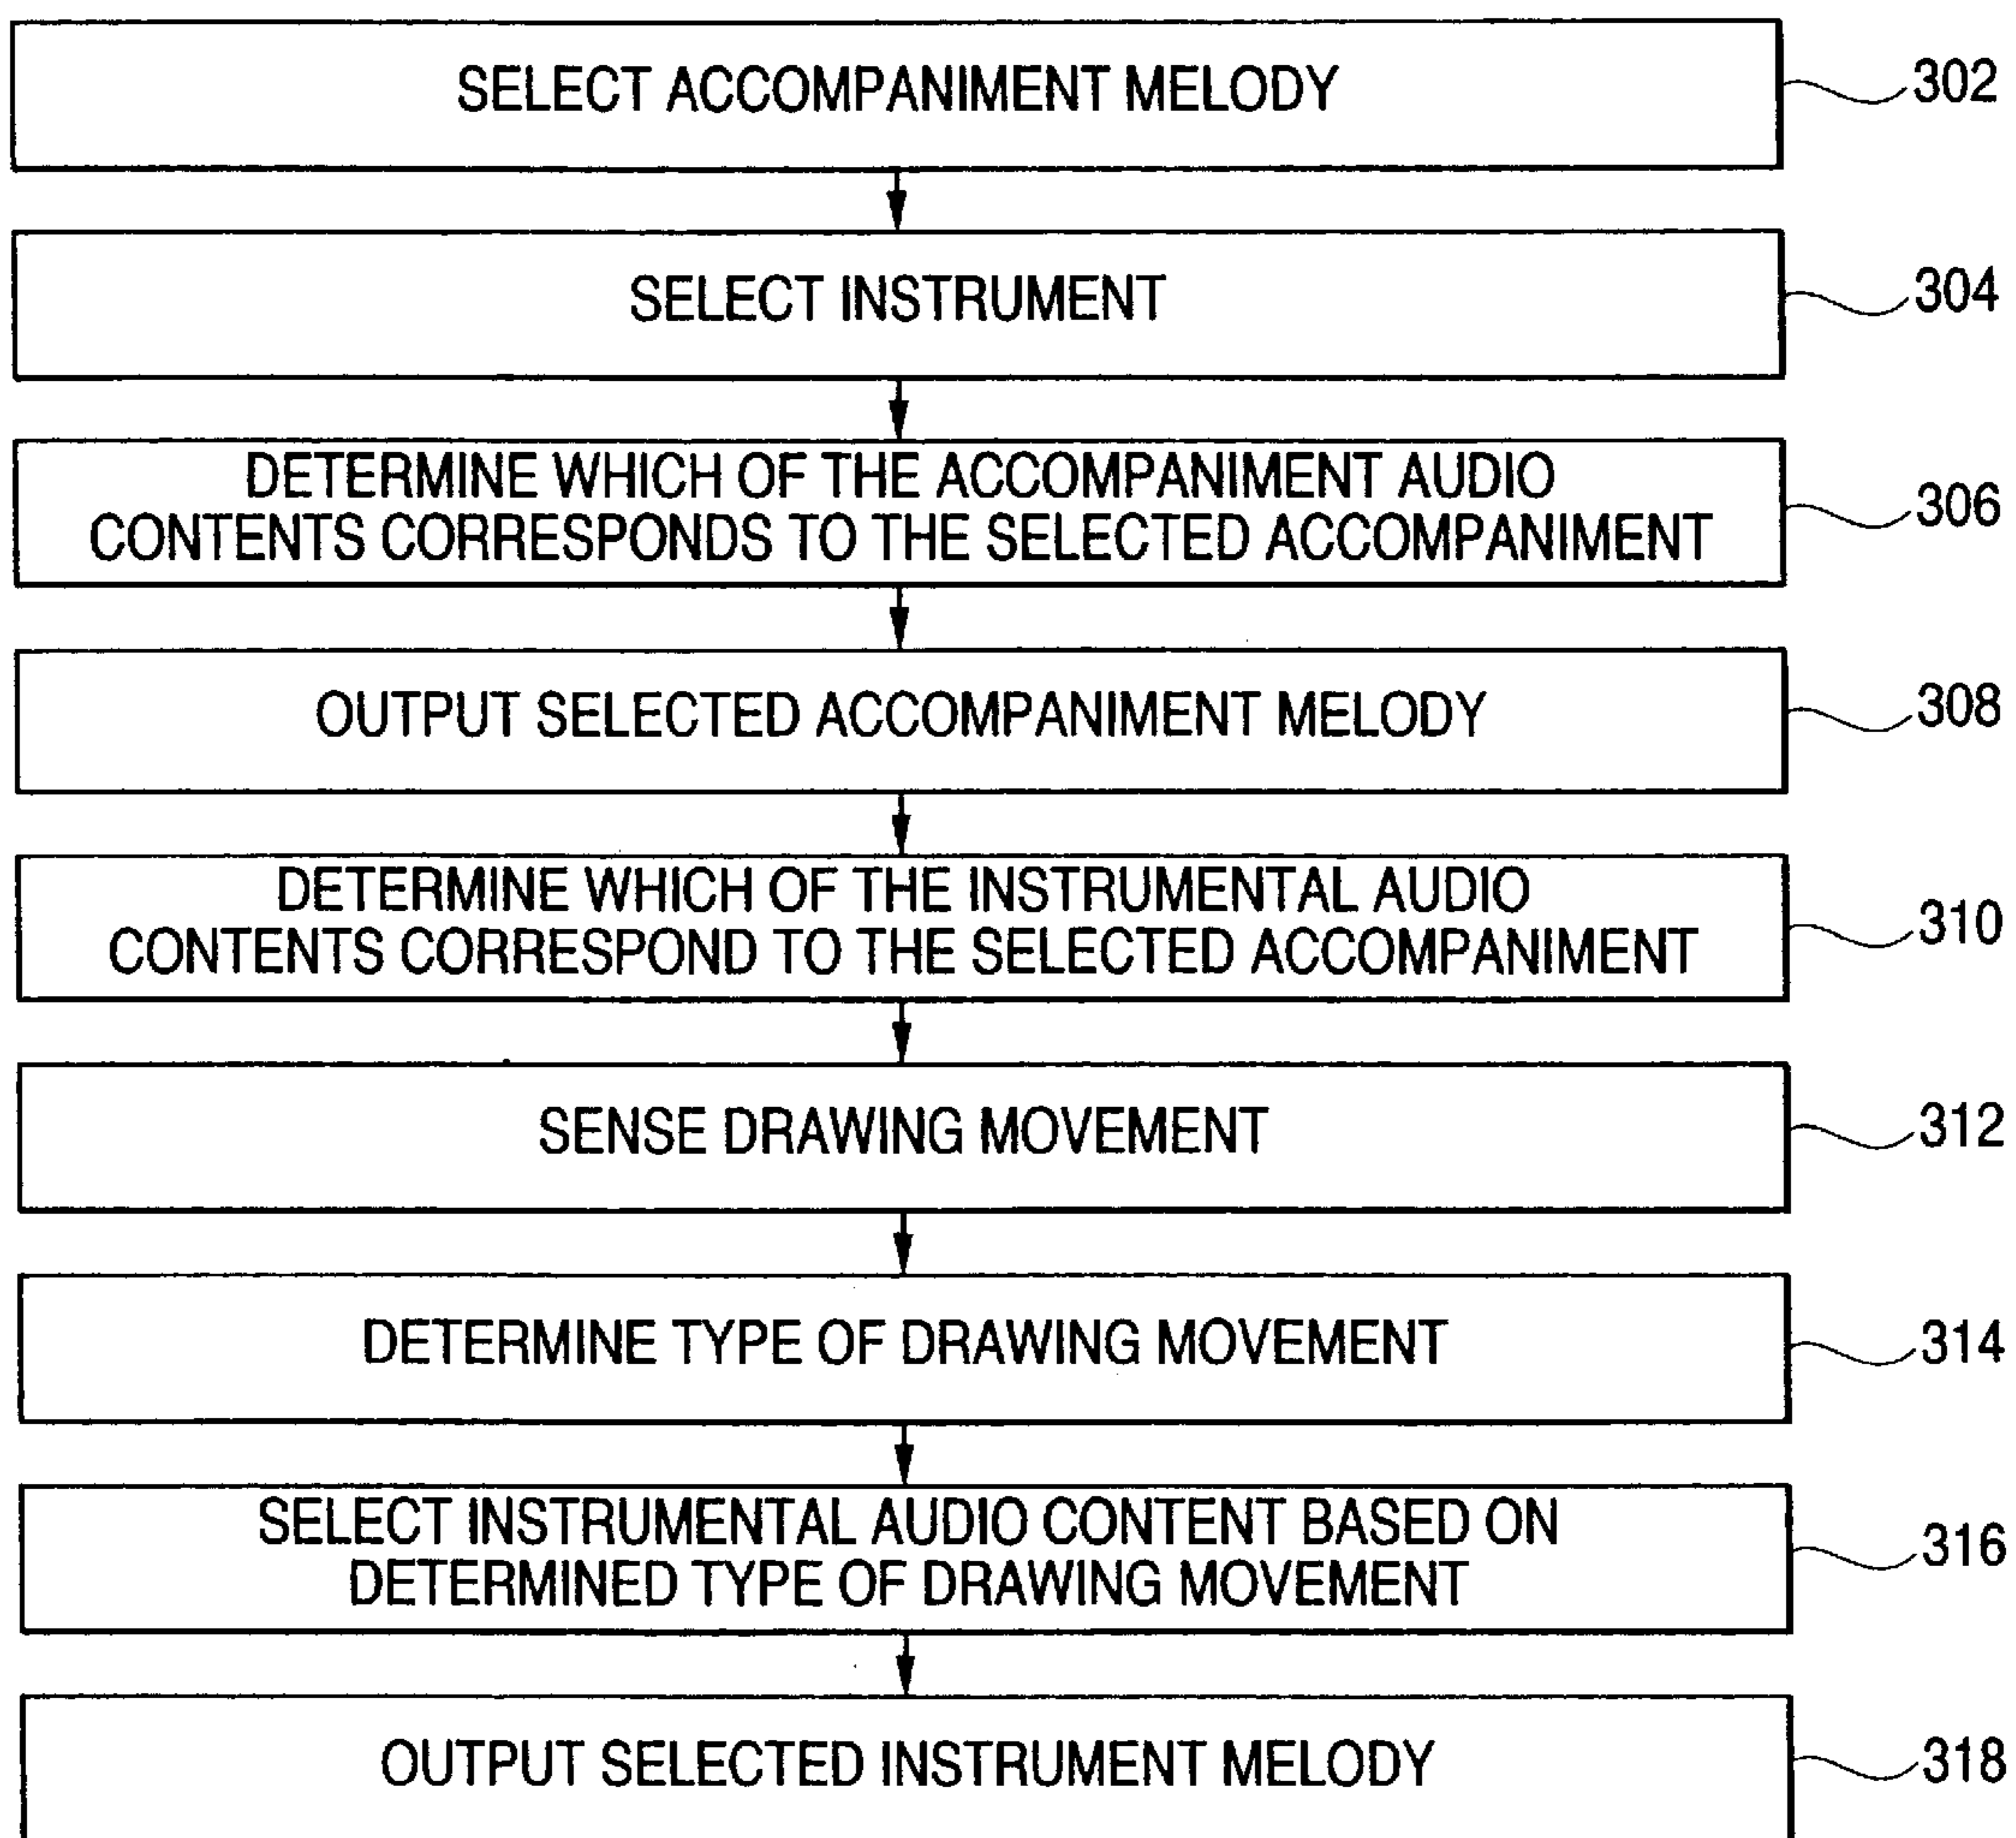 SELECT ACCOMPANIMENT MELODY
302
SELECT INSTRUMENT
304
DETERMINE WHICH OF THE ACCOMPANIMENT AUDIO
CONTENTS CORRESPONDS TO THE SELECTED ACCOMPANIMENT
306
OUTPUT SELECTED ACCOMPANIMENT MELODY
308
DETERMINE WHICH OF THE INSTRUMENTAL AUDIO
CONTENTS CORRESPOND TO THE SELECTED ACCOMPANIMENT
310
SENSE DRAWING MOVEMENT
312
DETERMINE TYPE OF DRAWING MOVEMENT
314
SELECT INSTRUMENTAL AUDIO CONTENT BASED ON
DETERMINED TYPE OF DRAWING MOVEMENT
316
OUTPUT SELECTED INSTRUMENT MELODY
318